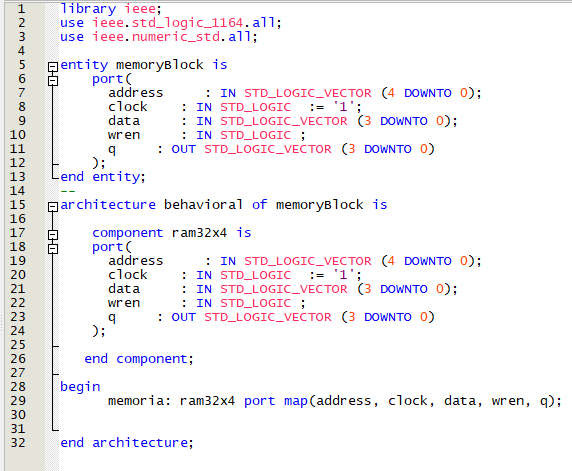 1 library ieee;
2 use ieee.std_logic_1164.all;
3 use ieee.numeric_std.all;
4
5 entity memoryBlock is
6 port(
7 address : IN STD_LOGIC_VECTOR (4 DOWNTO 0);
8 clock : IN STD_LOGIC := '1';
9 data : IN STD_LOGIC_VECTOR (3 DOWNTO 0);
10 wren : IN STD_LOGIC ;
11 q : OUT STD_LOGIC_VECTOR (3 DOWNTO 0)
12 );
13 end entity;
14 --
15 architecture behavioral of memoryBlock is
16
17 component ram32x4 is
18 port(
19 address : IN STD_LOGIC_VECTOR (4 DOWNTO 0);
20 clock : IN STD_LOGIC := '1';
21 data : IN STD_LOGIC_VECTOR (3 DOWNTO 0);
22 wren : IN STD_LOGIC ;
23 q : OUT STD_LOGIC_VECTOR (3 DOWNTO 0)
24 );
25
26 end component;
27
28 begin
29 memoria: ram32x4 port map(address, clock, data, wren, q);
30
31
32 end architecture;